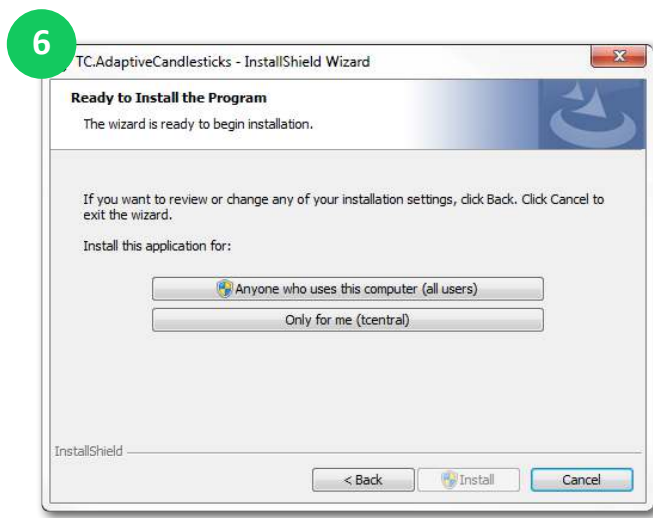 6
TC.AdaptiveCandlesticks - InstallShield Wizard
Ready to Install the Program
The wizard is ready to begin installation.
If you want to review or change any of your installation settings, click Back. Click Cancel to
exit the wizard.
Install this application for:
Anyone who uses this computer (all users)
Only for me (tcentral)
InstallShield
< Back
Install
Cancel